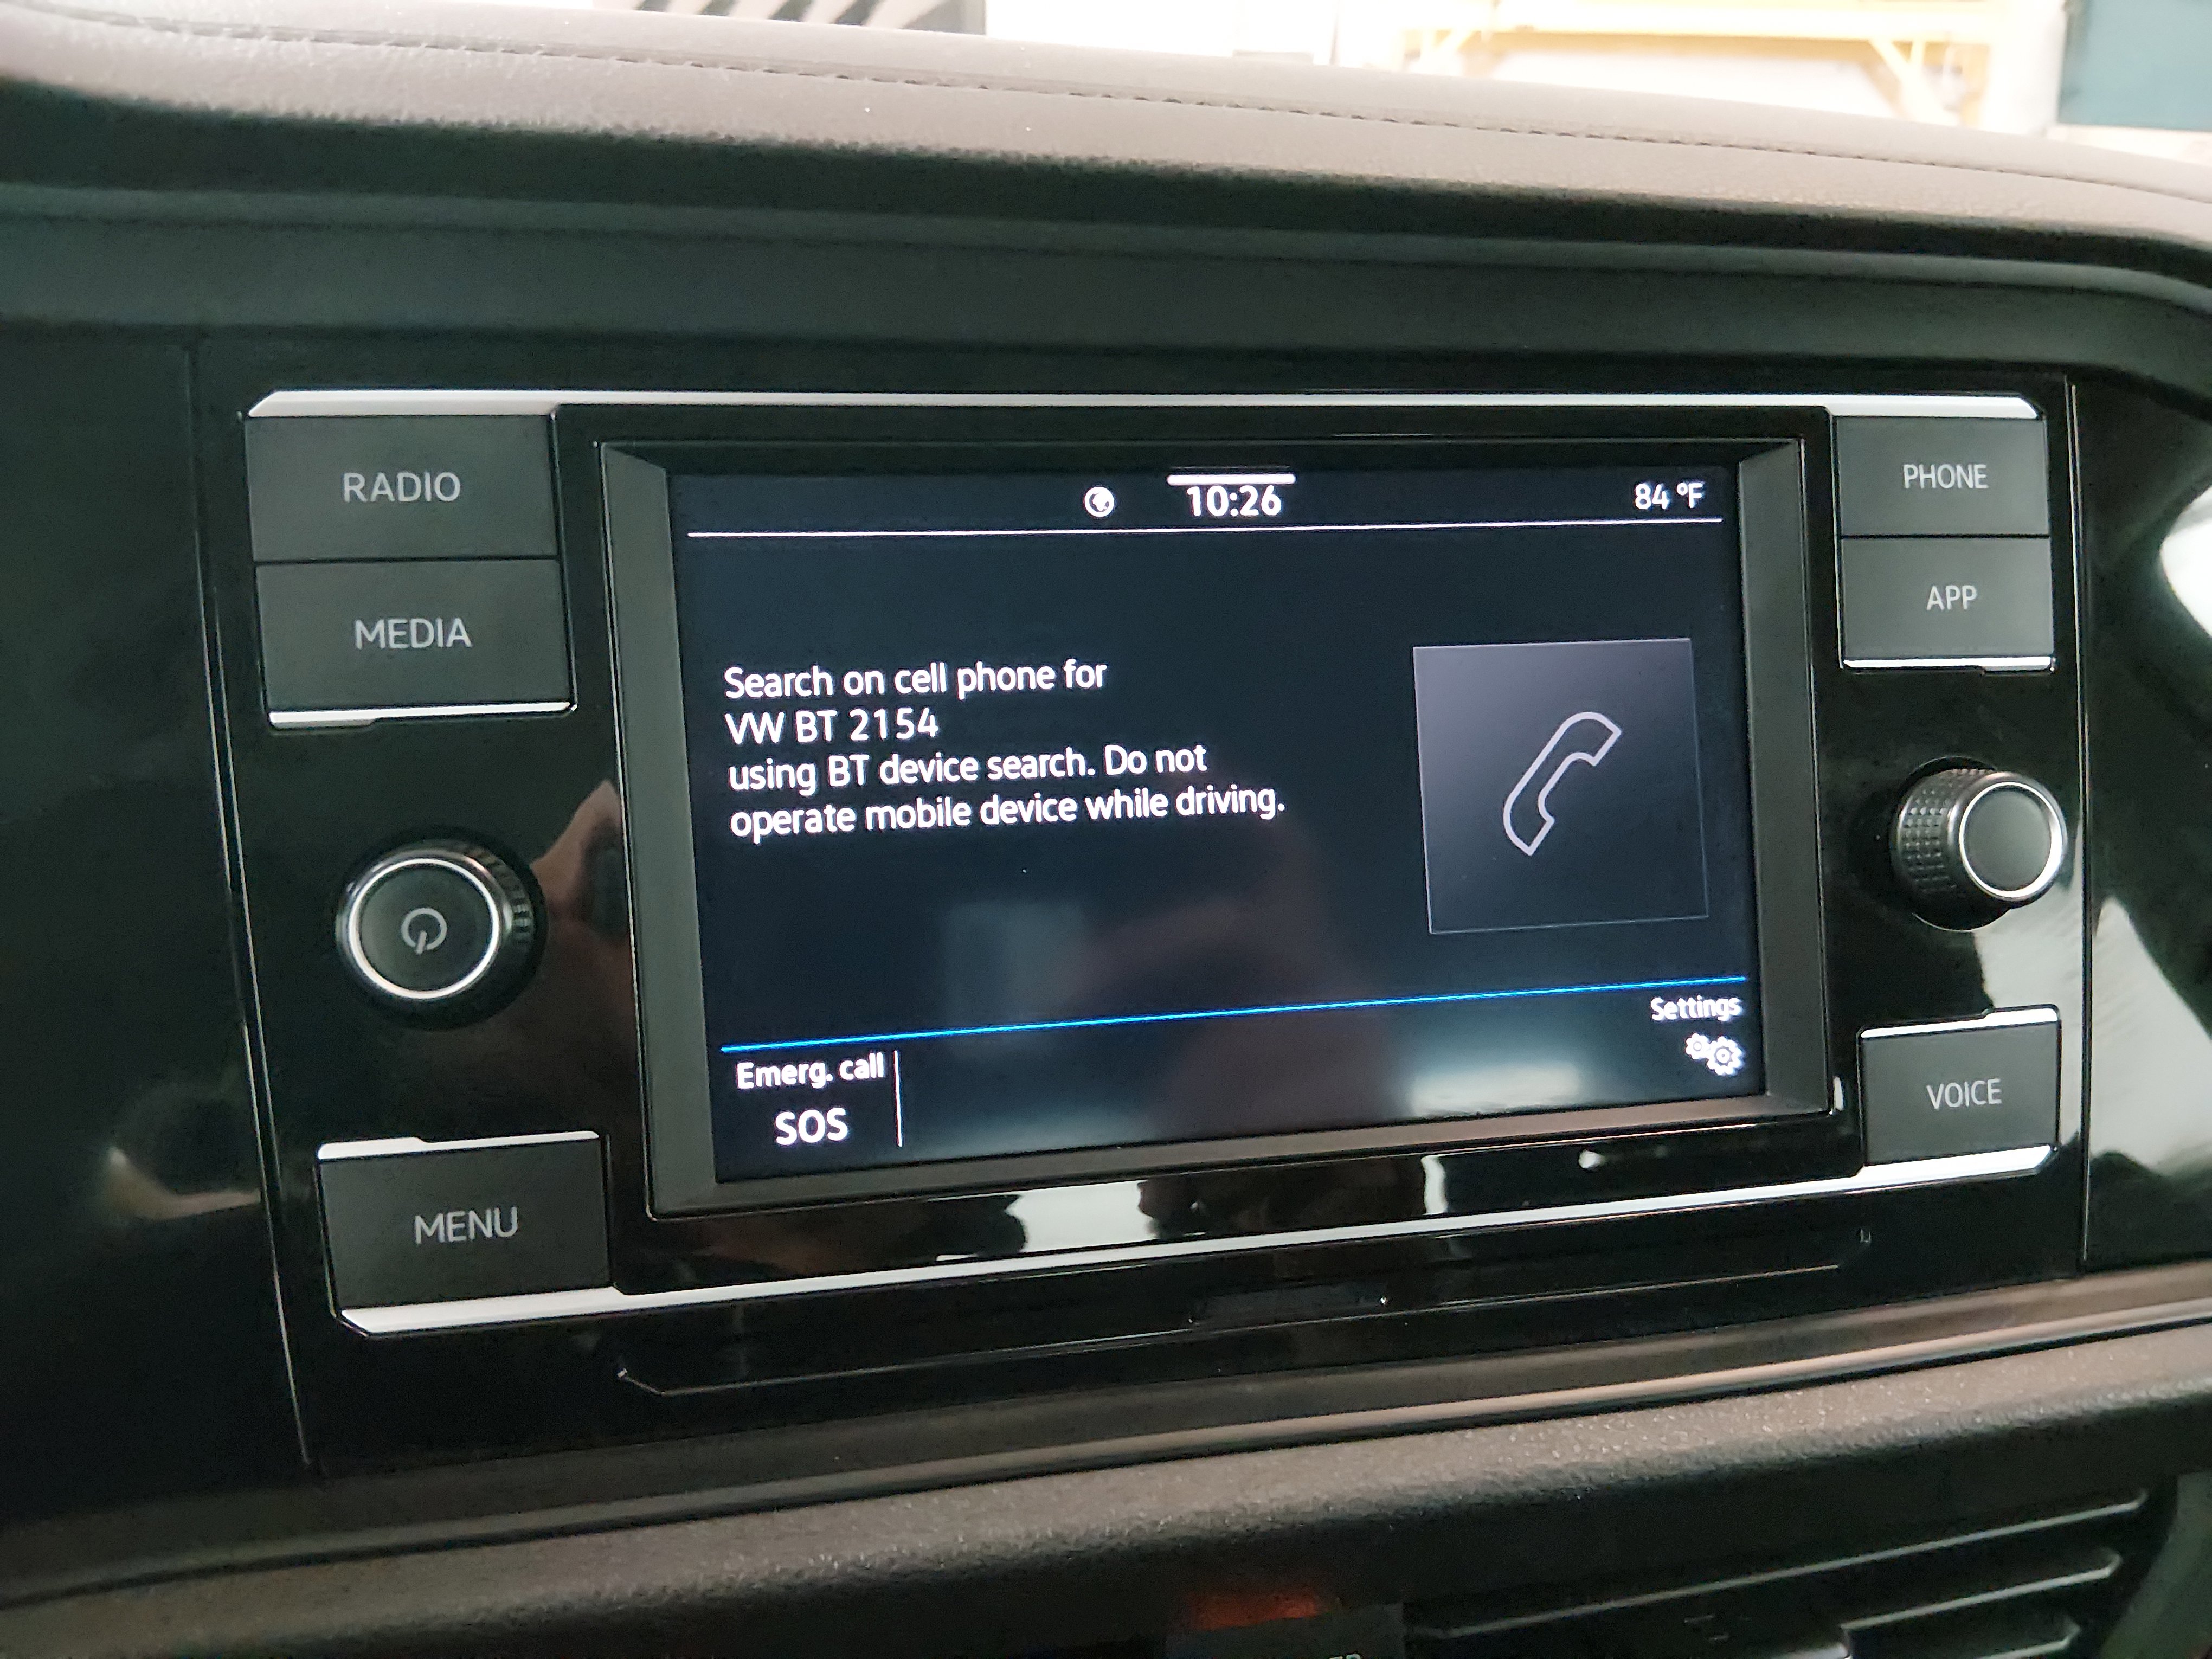 RADIO
MEDIA
MENU
10:26
84 °F
Search on cell phone for
VW BT 2154
using BT device search. Do not
operate mobile device while driving.
Settings
Emerg. call
SOS
PHONE
APP
VOICE